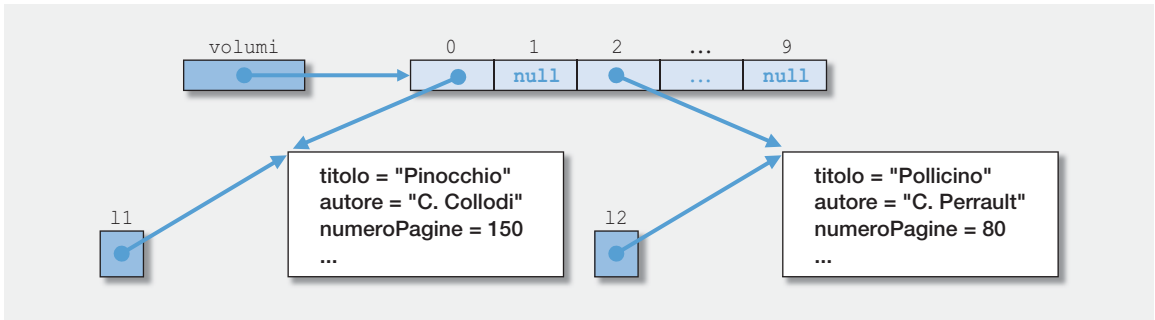 volumi 0 1 2 ... 9
null ... null
titolo = "Pinocchio"
autore = "C. Collodi"
numeroPagine = 150
...
titolo = "Pollicino"
autore = "C. Perrault"
numeroPagine = 80
...
l1
l2